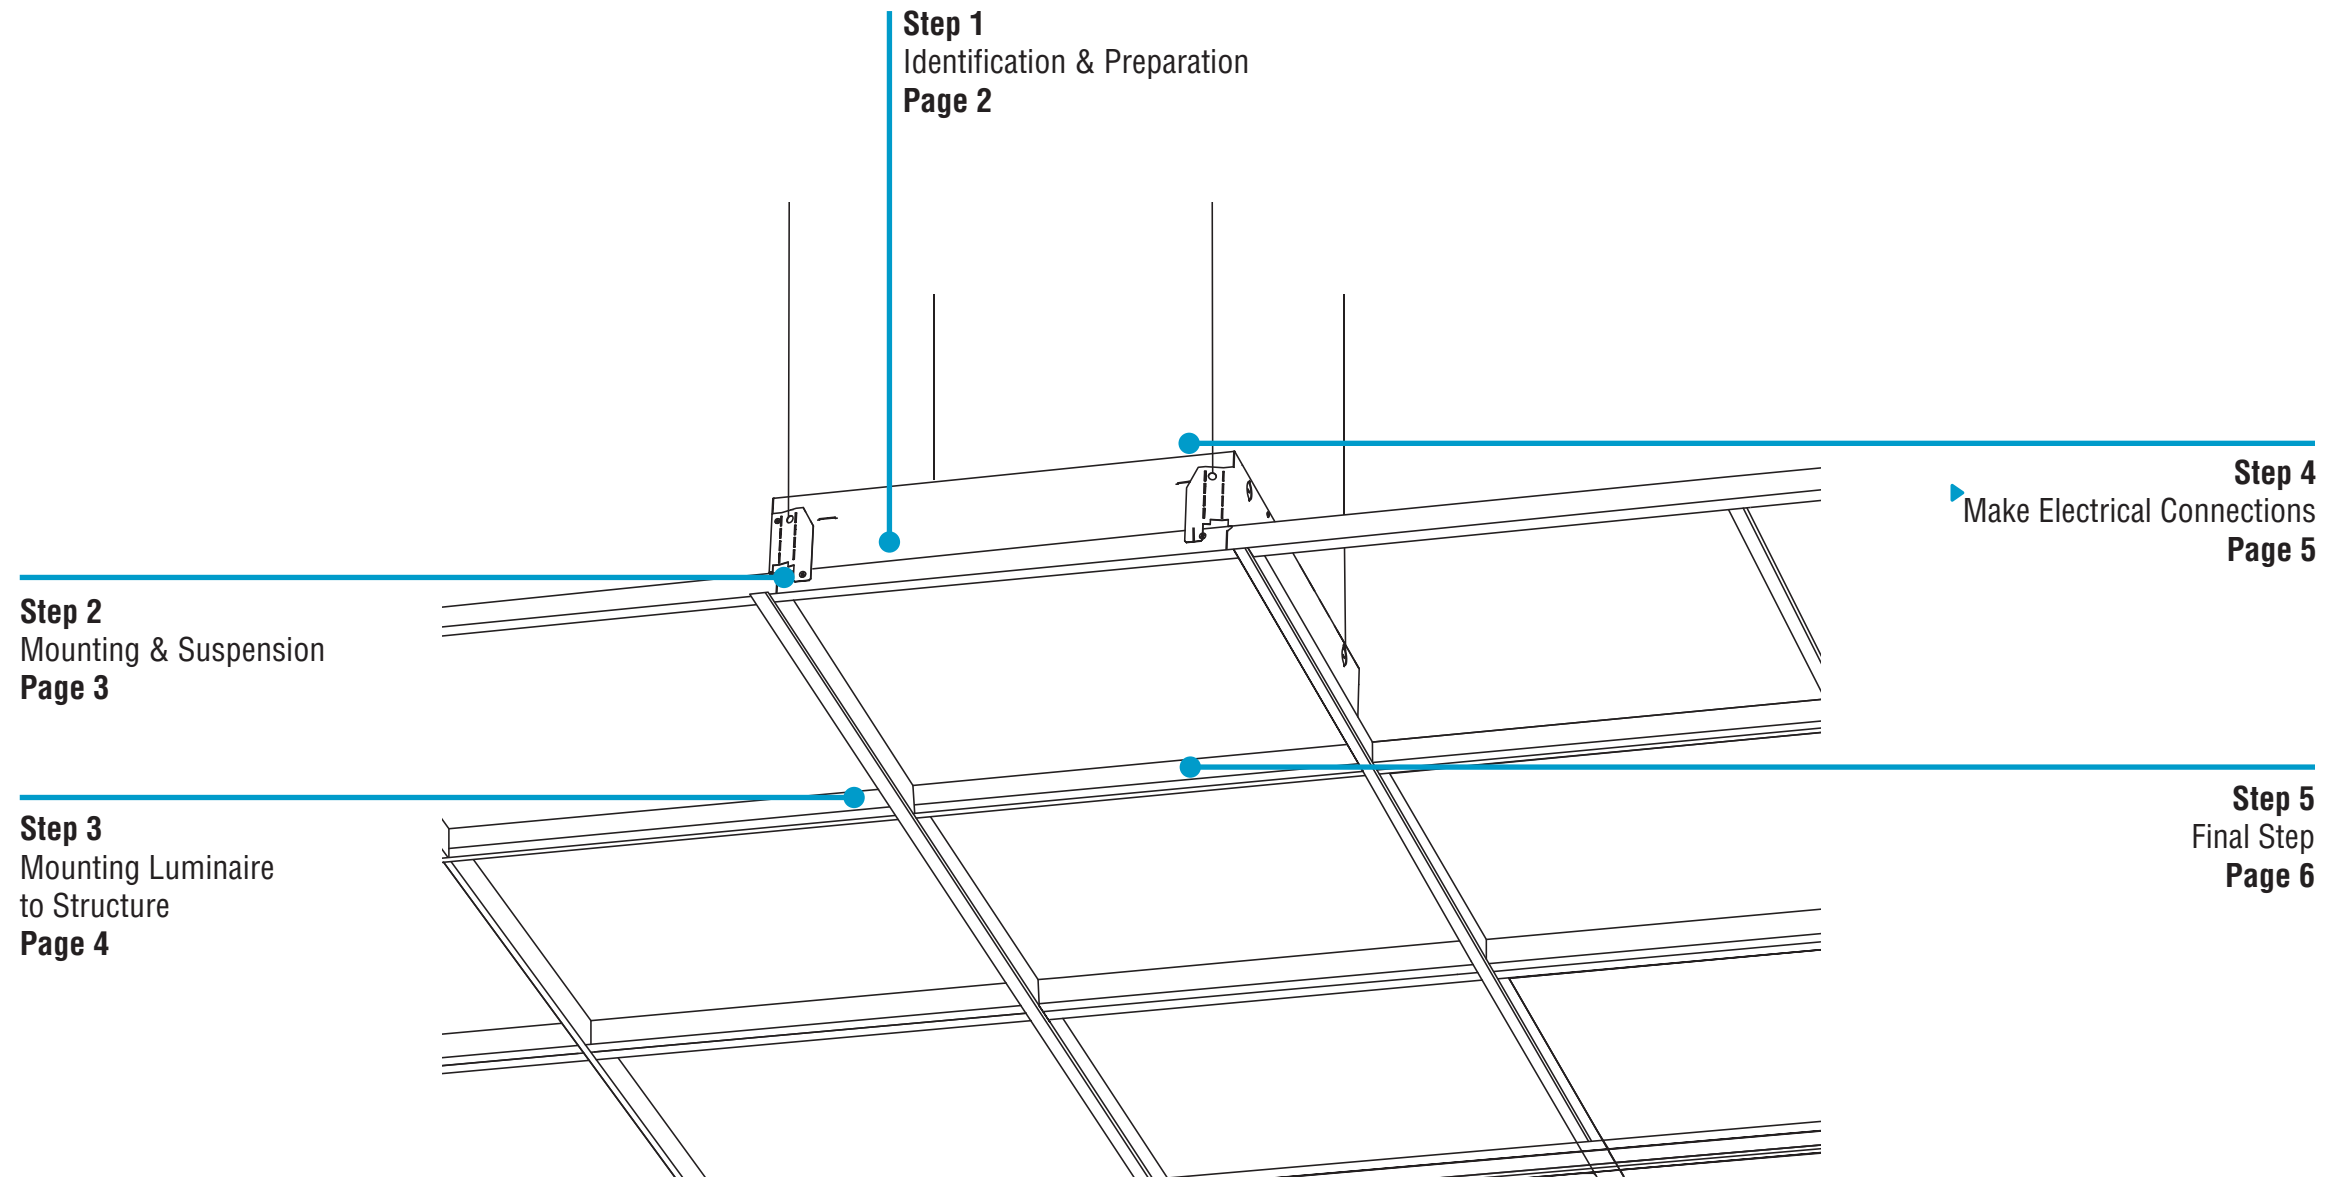 Step 1
Identification & Preparation
Page 2
Step 2
Mounting & Suspension
Page 3
Step 3
Mounting Luminaire
to Structure
Page 4
Step 4
Make Electrical Connections
Page 5
Step 5
Final Step
Page 6